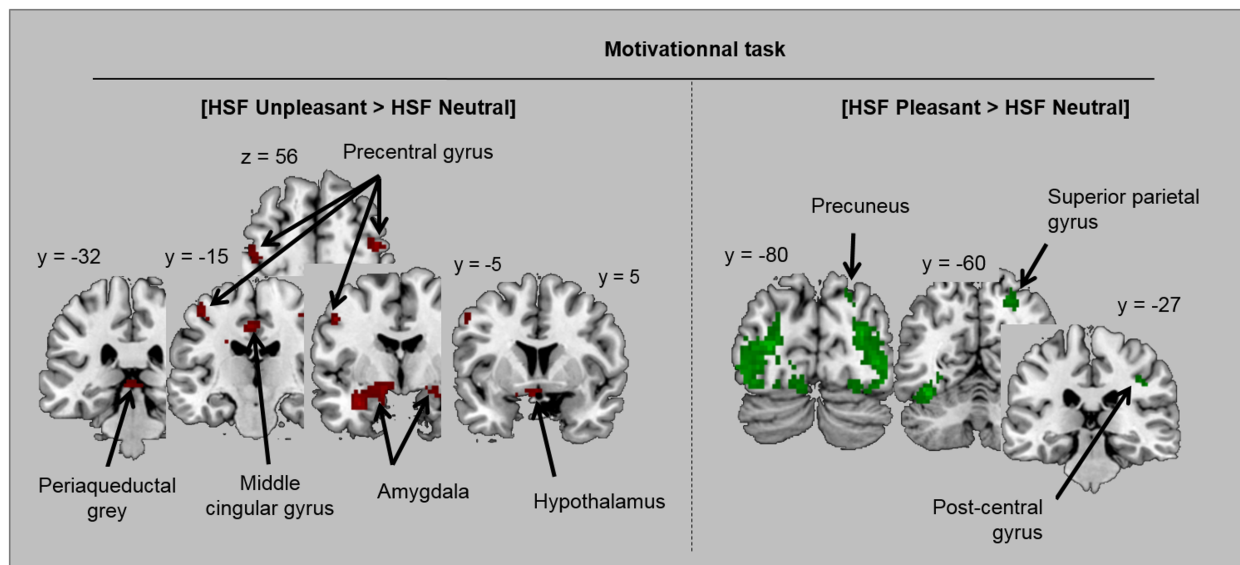 Motivationnal task
[HSF Unpleasant > HSF Neutral]
[HSF Pleasant > HSF Neutral]
z = 56
Precentral gyrus
y = -32
y = -15
y = -5
y = 5
Periaqueductal
grey
Middle
cingular gyrus
Amygdala
Hypothalamus
Precuneus
Superior parietal
gyrus
y = -80
y = -60
y = -27
Post-central
gyrus